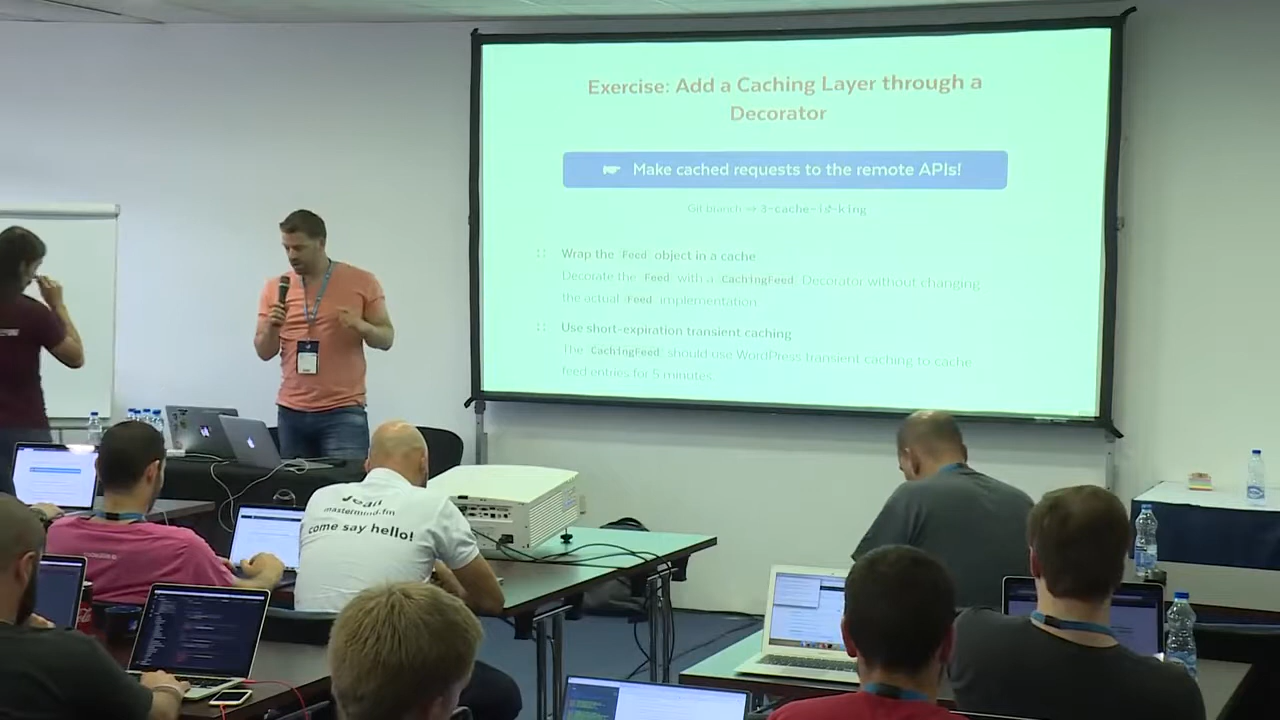 Exercise: Add a Caching Layer through a
Decorator
Make cached requests to the remote APIs!
Git branch ⇒ 3-cache-is-king
Wrap the Feed object in a cache
Decorate the Feed with a CachingFeed Decorator without changing
the actual Feed implementation.
Use short-expiration transient caching
The CachingFeed should use WordPress transient caching to cache
feed entries for 5 minutes.
Jean
mastermind.fm
come say hello!